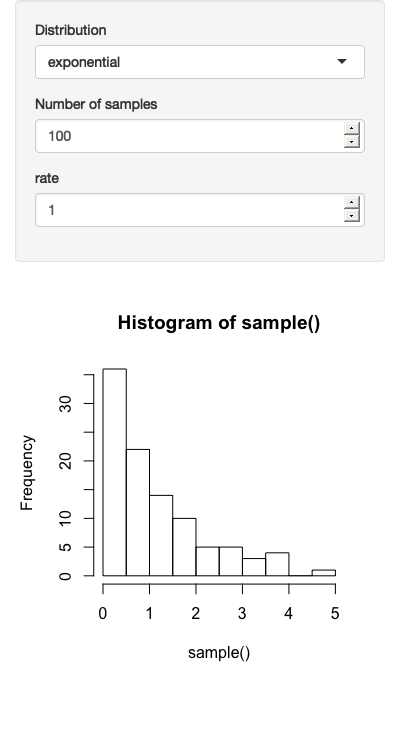 Distribution
exponential
Number of samples
100
rate
1
Histogram of sample()
Frequency
30
20
10
5
0
0 1 2 3 4 5
sample()